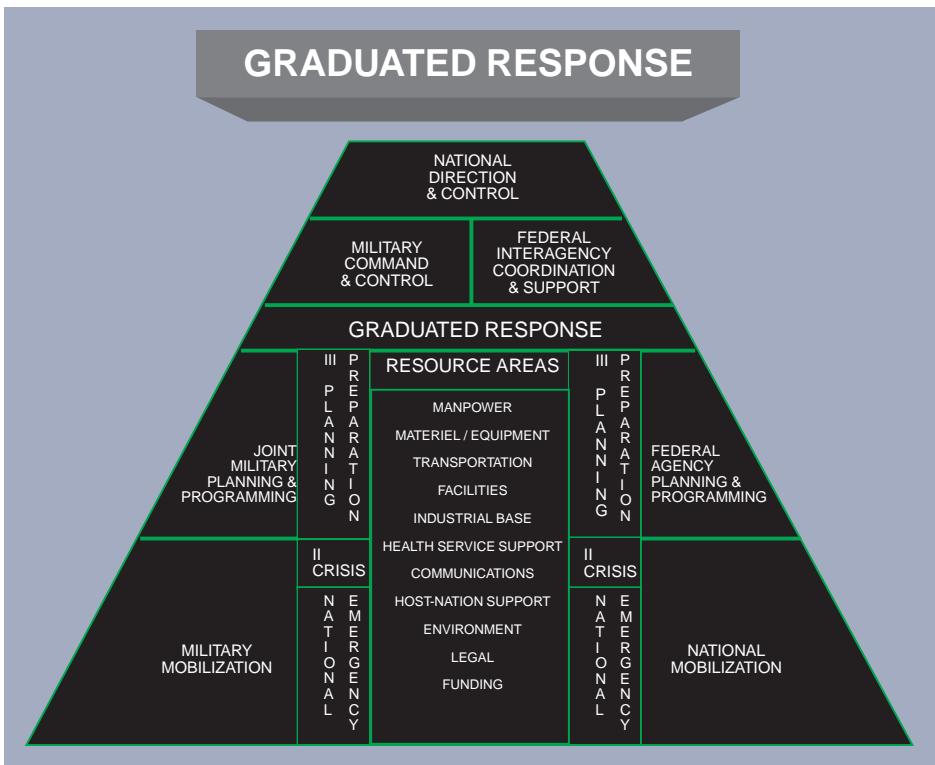 GRADUATED RESPONSE
NATIONAL
DIRECTION
& CONTROL
MILITARY
COMMAND
& CONTROL
FEDERAL
INTERAGENCY
COORDINATION
& SUPPORT
GRADUATED RESPONSE
JOINT
MILITARY
PLANNING &
PROGRAMMING
III PLANNING
PREPARATION
RESOURCE AREAS
MANPOWER
MATERIEL / EQUIPMENT
TRANSPORTATION
FACILITIES
INDUSTRIAL BASE
HEALTH SERVICE SUPPORT
COMMUNICATIONS
HOST-NATION SUPPORT
ENVIRONMENT
LEGAL
FUNDING
III PLANNING
PREPARATION
FEDERAL
AGENCY
PLANNING &
PROGRAMMING
II
CRISIS
II
CRISIS
MILITARY
MOBILIZATION
NATIONAL
EMERGENCY
NATIONAL
EMERGENCY
NATIONAL
MOBILIZATION